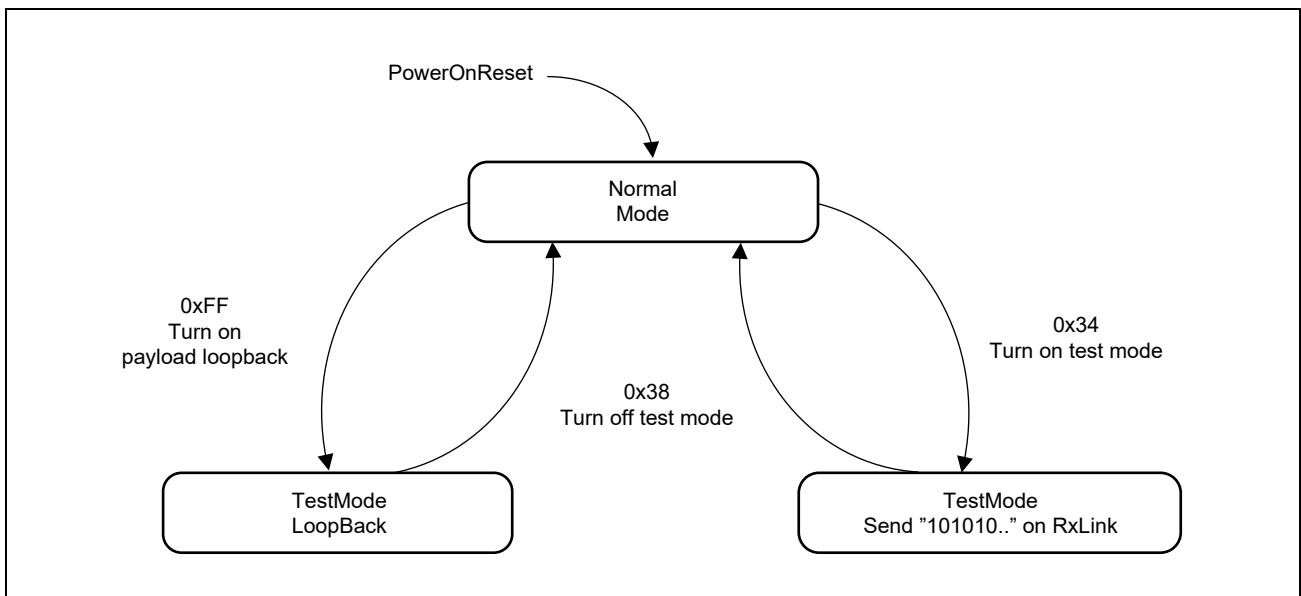 PowerOnReset
Normal
Mode
0xFF
Turn on
payload loopback
0x34
Turn on test mode
0x38
Turn off test mode
TestMode
LoopBack
TestMode
Send ”101010..” on RxLink